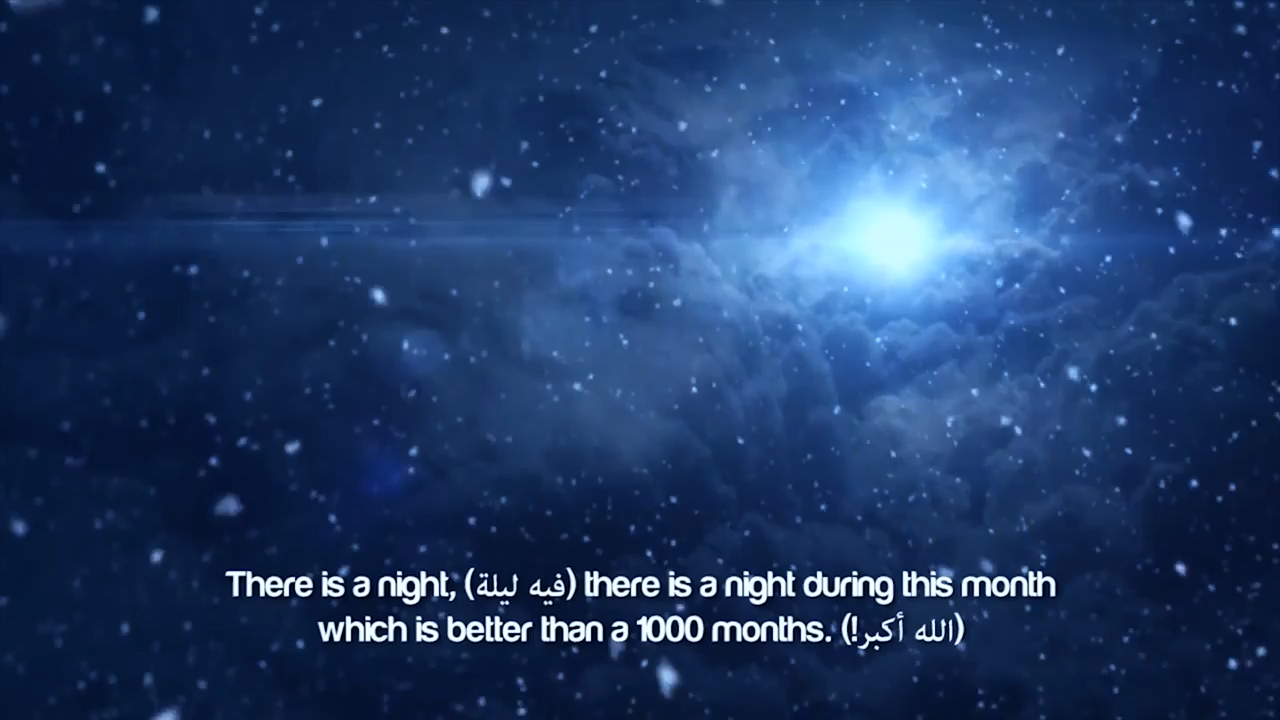 There is a night, (فيه ليلة) there is a night during this month
which is better than a 1000 months. (الله أكبر!)